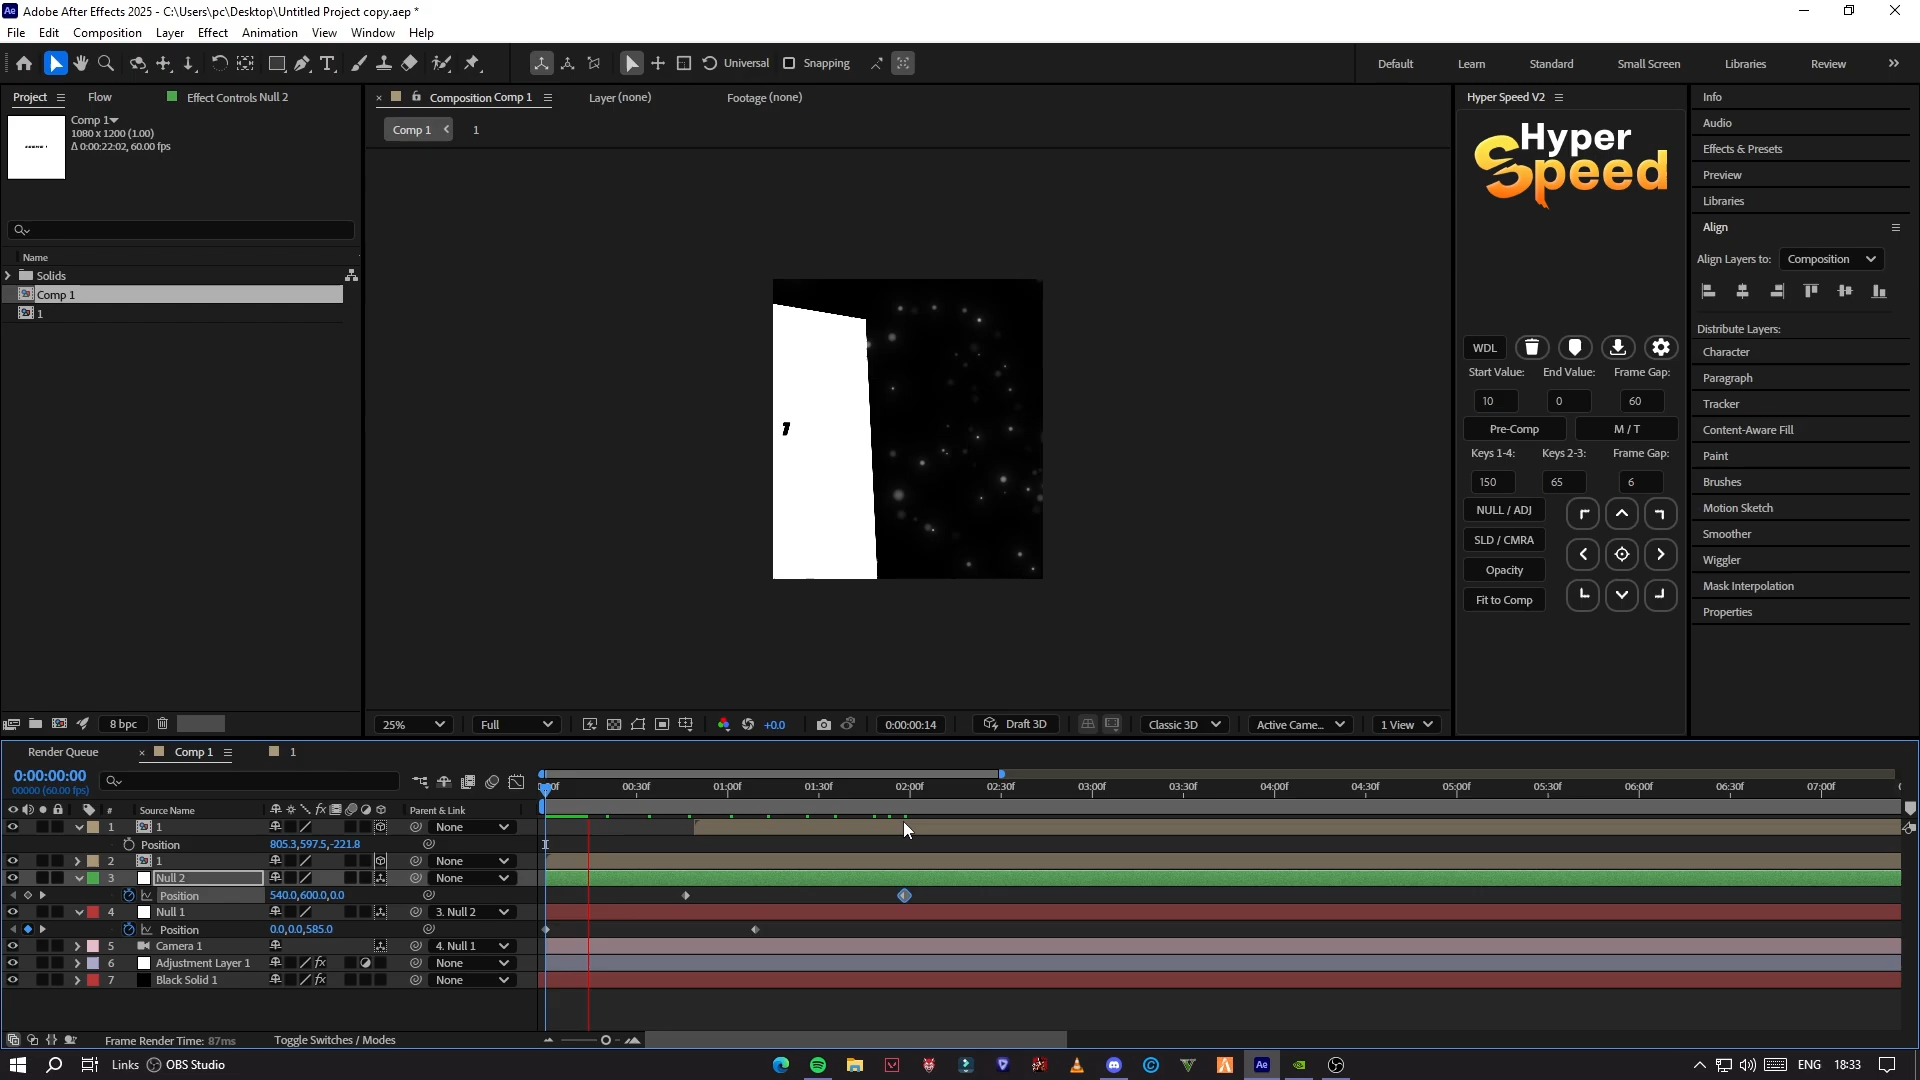 Adobe After Effects 2025 - C:\Users\pc\Desktop\Untitled Project copy.aep *
File Edit Composition Layer Effect Animation View Window Help
Universal Snapping Default Learn Standard Small Screen Libraries Review
Project Flow Effect Controls Null 2
Composition Comp 1 Layer (none) Footage (none)
Hyper Speed V2
Info
Comp 1
1080 x 1200 (1.00)
Δ 0:00:22:02, 60.00 fps
Comp 1 1
Hyper
Speed
Audio
Effects & Presets
Preview
Libraries
Align
Align Layers to: Composition
Distribute Layers:
Character
Paragraph
Tracker
Content-Aware Fill
Paint
Brushes
Motion Sketch
Smoother
Wiggler
Mask Interpolation
Properties
Name
Solids
Comp 1
1
1
WDL
Start Value: End Value: Frame Gap:
10 0 60
Pre-Comp M / T
Keys 1-4: Keys 2-3: Frame Gap:
150 65 6
NULL / ADJ
SLD / CMRA
Opacity
Fit to Comp
8 bpc
25% Full +0.0 0:00:00:14 Draft 3D Classic 3D Active Came... 1 View
Render Queue Comp 1 1
0:00:00:00
00000 (60.00 fps)
00:30f 01:00f 01:30f 02:00f 02:30f 03:00f 03:30f 04:00f 04:30f 05:00f 05:30f 06:00f 06:30f 07:00f
# Source Name fx Parent & Link
1 1 None
Position 805.3,597.5,-221.8
2 1 None
3 Null 2 None
Position 540.0,600.0,0.0
4 Null 1 3. Null 2
Position 0.0,0.0,585.0
5 Camera 1 4. Null 1
6 Adjustment Layer 1 fx None
7 Black Solid 1 fx None
Frame Render Time: 87ms Toggle Switches / Modes
Links OBS Studio ENG 18:33